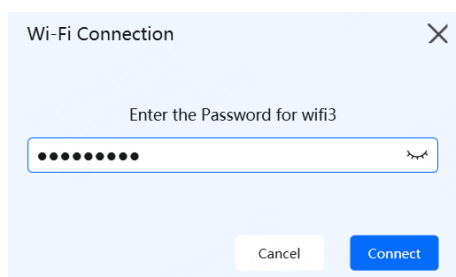 Wi-Fi Connection
Enter the Password for wifi3
●●●●●●●●●
Cancel
Connect